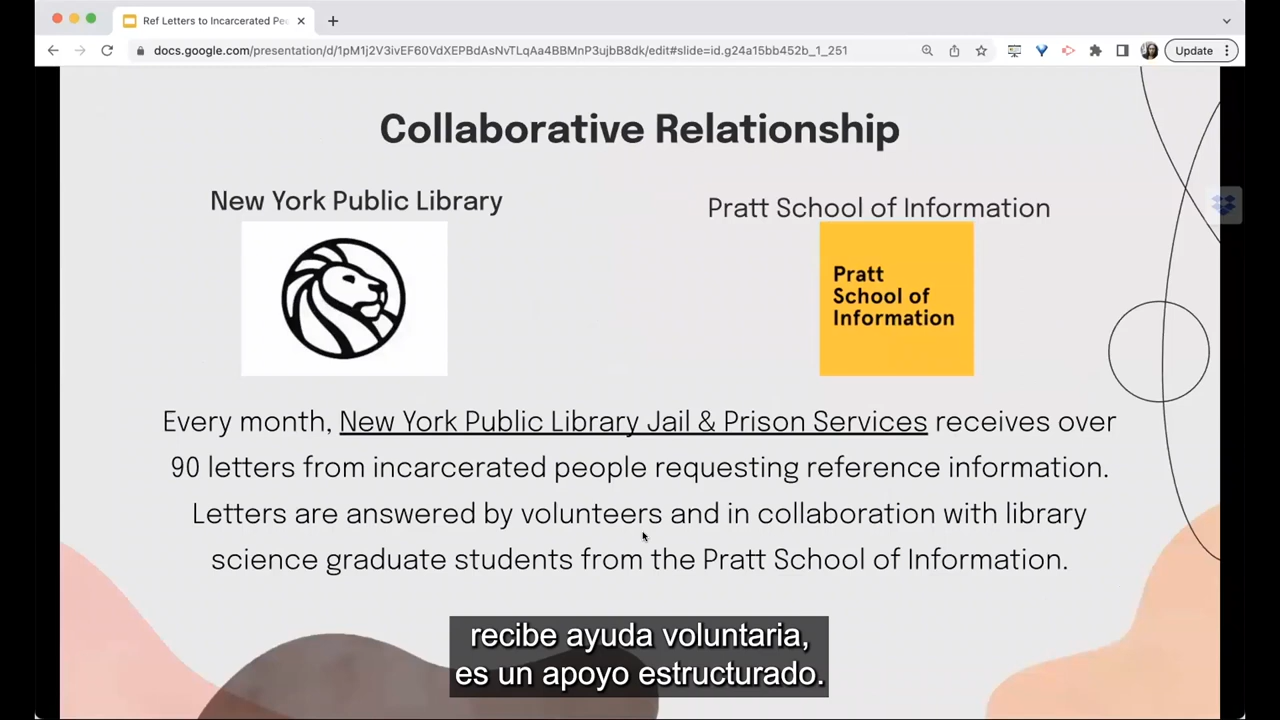 Ref Letters to Incarcerated Pe
docs.google.com/presentation/d/1pM1j2V3ivEF60VdXEPBdAsNvTLqAa4BBMnP3ujbB8dk/edit#slide=id.g24a15bb452b_1_251
Update
Collaborative Relationship
New York Public Library
Pratt School of Information
Pratt
School of
Information
Every month, New York Public Library Jail & Prison Services receives over
90 letters from incarcerated people requesting reference information.
Letters are answered by volunteers and in collaboration with library
science graduate students from the Pratt School of Information.
recibe ayuda voluntaria,
es un apoyo estructurado.